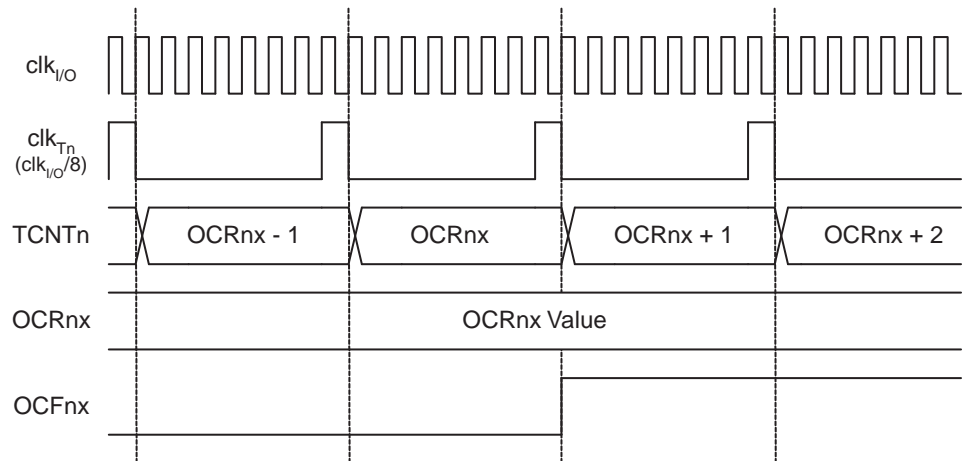 clkI/O
clkTn
(clkI/O/8)
TCNTn OCRnx - 1 OCRnx OCRnx + 1 OCRnx + 2
OCRnx OCRnx Value
OCFnx